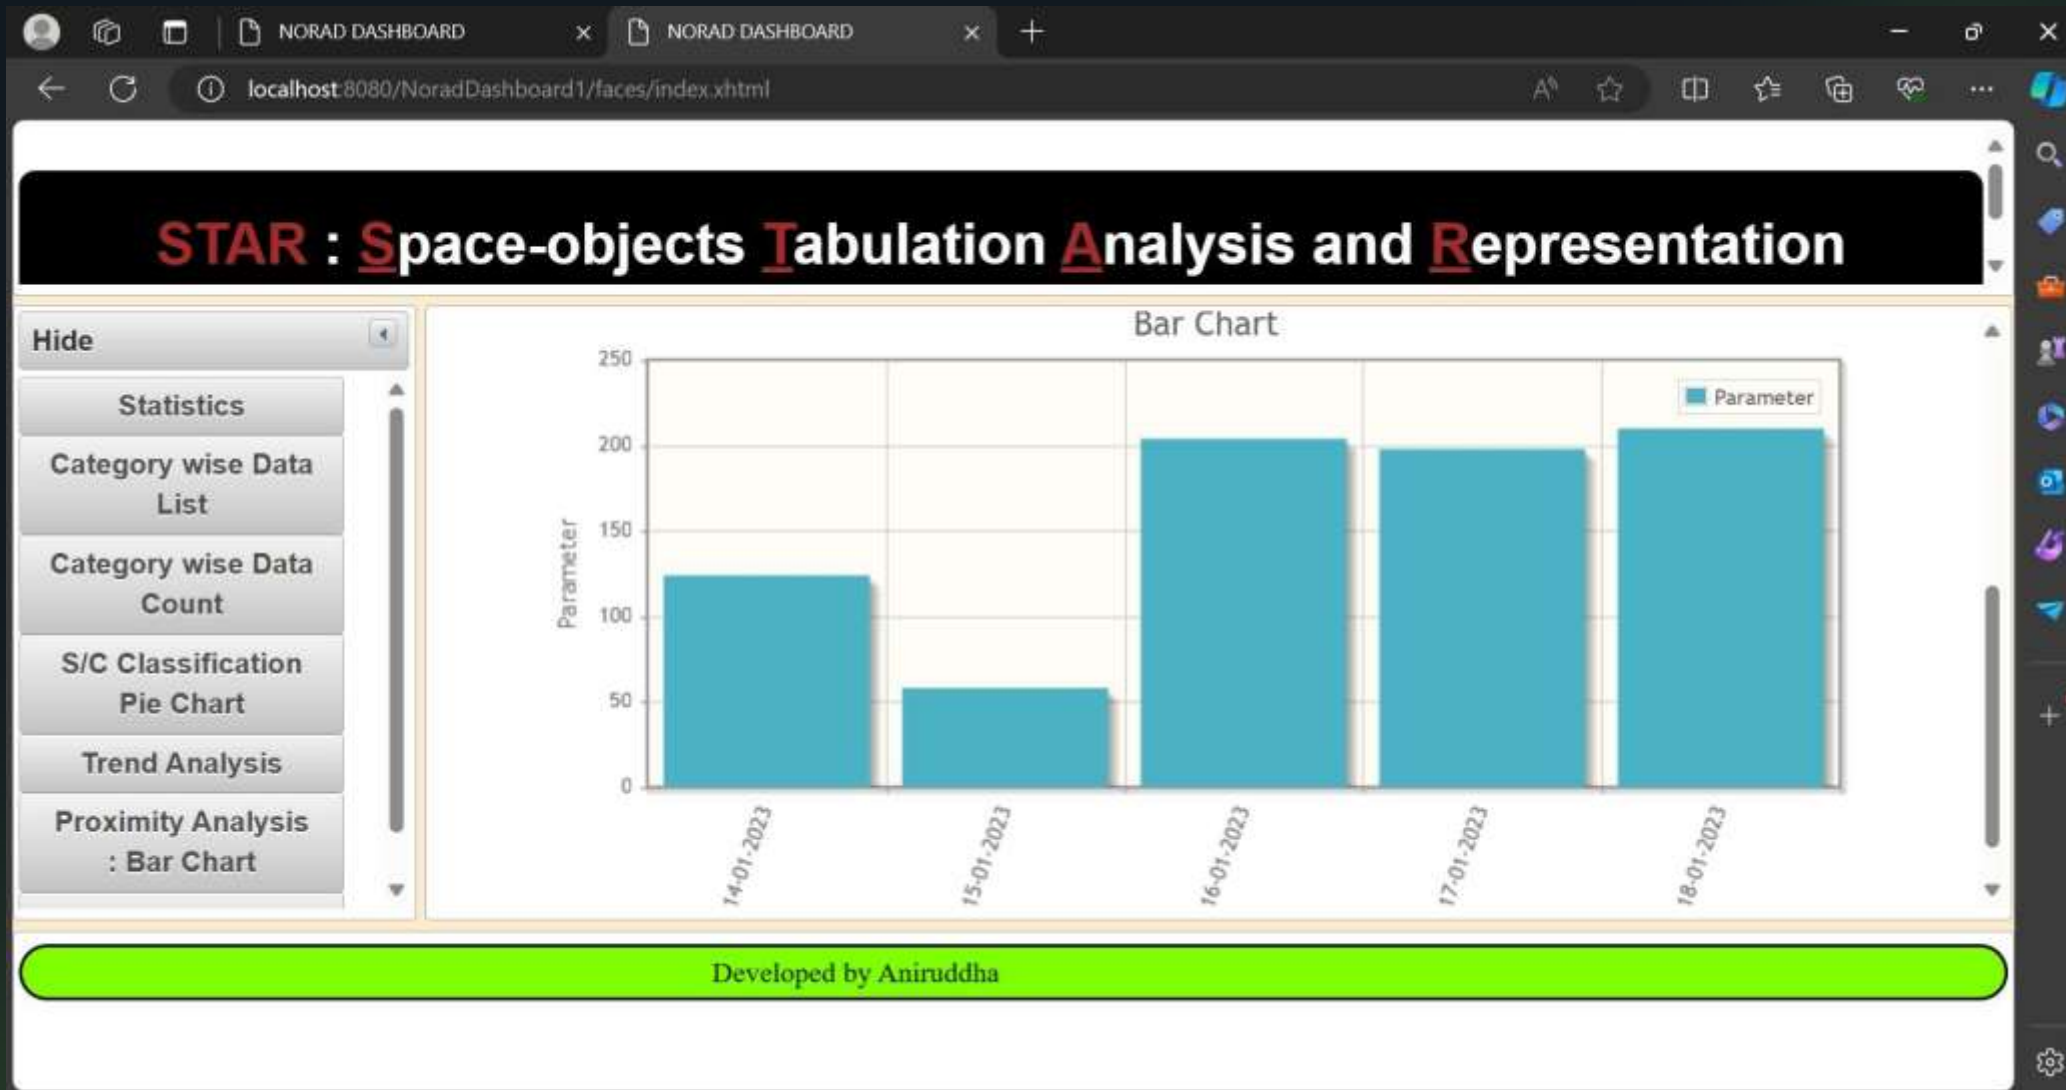 NORAD DASHBOARD
NORAD DASHBOARD
localhost:8080/NoradDashboard1/faces/index.xhtml
STAR : Space-objects Tabulation Analysis and Representation
Hide
Statistics
Category wise Data
List
Category wise Data
Count
S/C Classification
Pie Chart
Trend Analysis
Proximity Analysis
: Bar Chart
Bar Chart
Parameter
250
200
150
100
50
0
Parameter
14-01-2023
15-01-2023
16-01-2023
17-01-2023
18-01-2023
Developed by Aniruddha